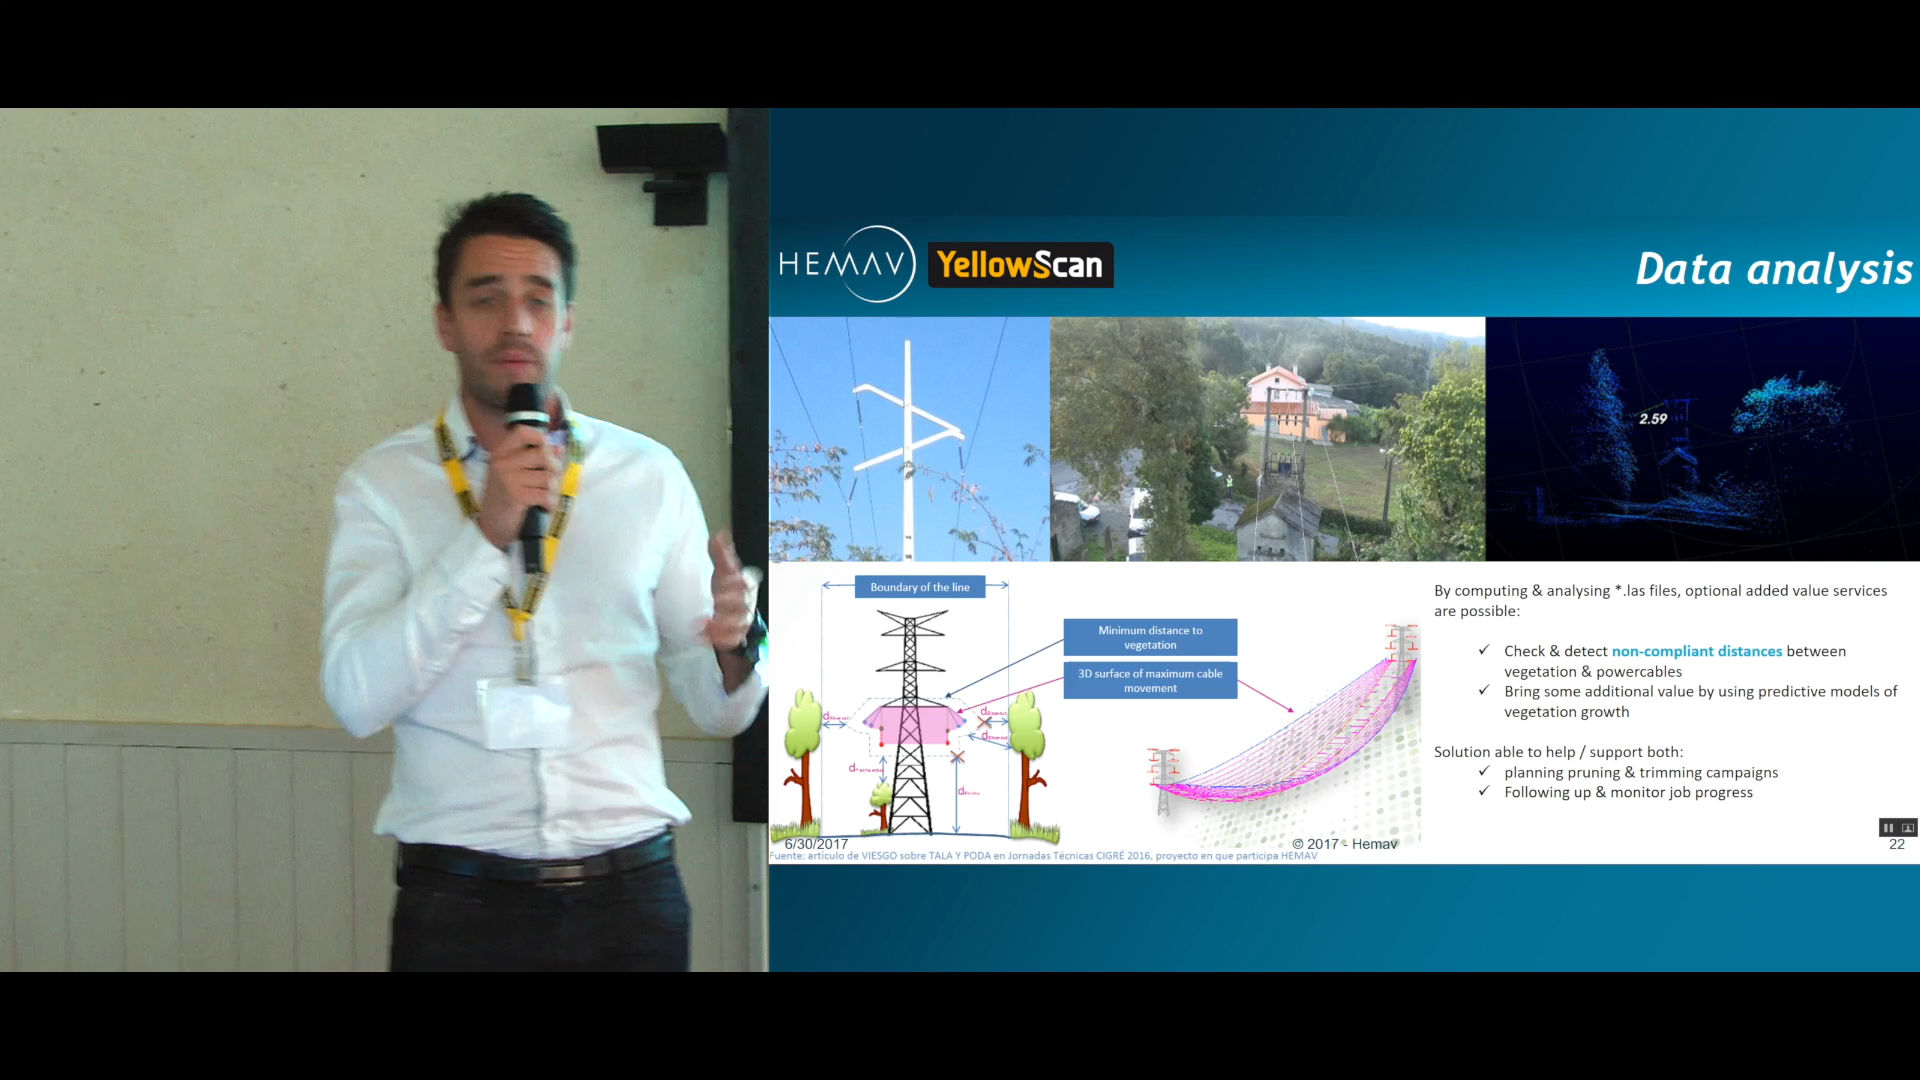 HEMAV
YellowScan
Data analysis
2.59
Boundary of the line
Minimum distance to
vegetation
3D surface of maximum cable
movement
By computing & analysing *.las files, optional added value services
are possible:
✓ Check & detect non-compliant distances between
vegetation & powercables
✓ Bring some additional value by using predictive models of
vegetation growth
Solution able to help / support both:
✓ planning pruning & trimming campaigns
✓ Following up & monitor job progress
6/30/2017
© 2017 - Hemav
22
Fuente: artículo de VIESGO sobre TALA Y PODA en Jornadas Técnicas CIGRÉ 2016, proyecto en que participa HEMAV